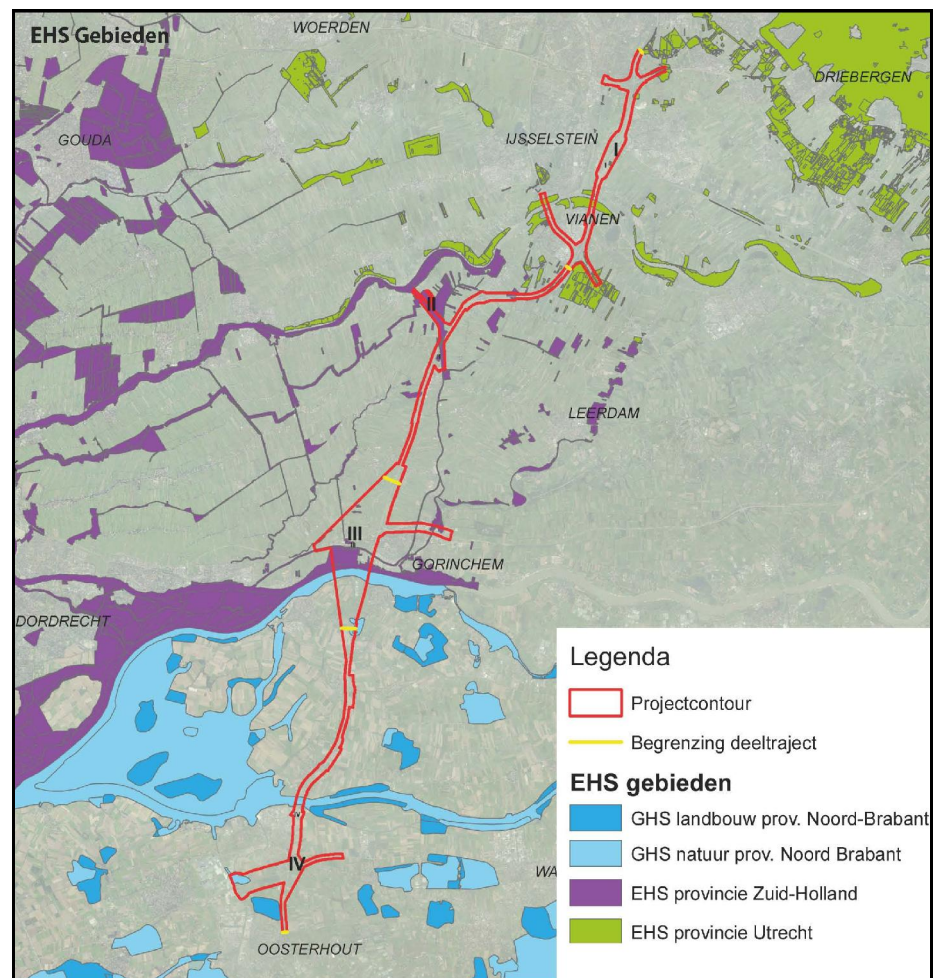 EHS Gebieden
WOERDEN
DRIEBERGEN
GOUDA
IJSSELSTEIN
I
VIANEN
II
LEERDAM
III
GORINCHEM
DORDRECHT
IV
WA
OOSTERHOUT
Legenda
Projectcontour
Begrenzing deeltraject
EHS gebieden
GHS landbouw prov. Noord-Brabant
GHS natuur prov. Noord Brabant
EHS provincie Zuid-Holland
EHS provincie Utrecht